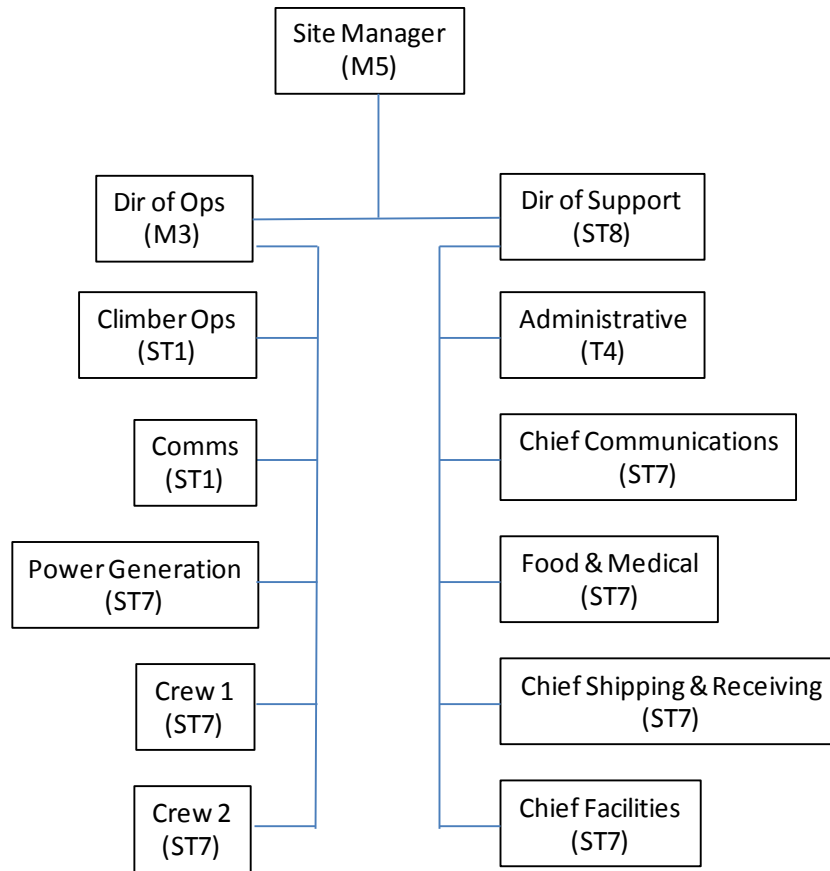 Site Manager
(M5)
Dir of Ops
(M3)
Dir of Support
(ST8)
Climber Ops
(ST1)
Administrative
(T4)
Comms
(ST1)
Chief Communications
(ST7)
Power Generation
(ST7)
Food & Medical
(ST7)
Crew 1
(ST7)
Chief Shipping & Receiving
(ST7)
Crew 2
(ST7)
Chief Facilities
(ST7)